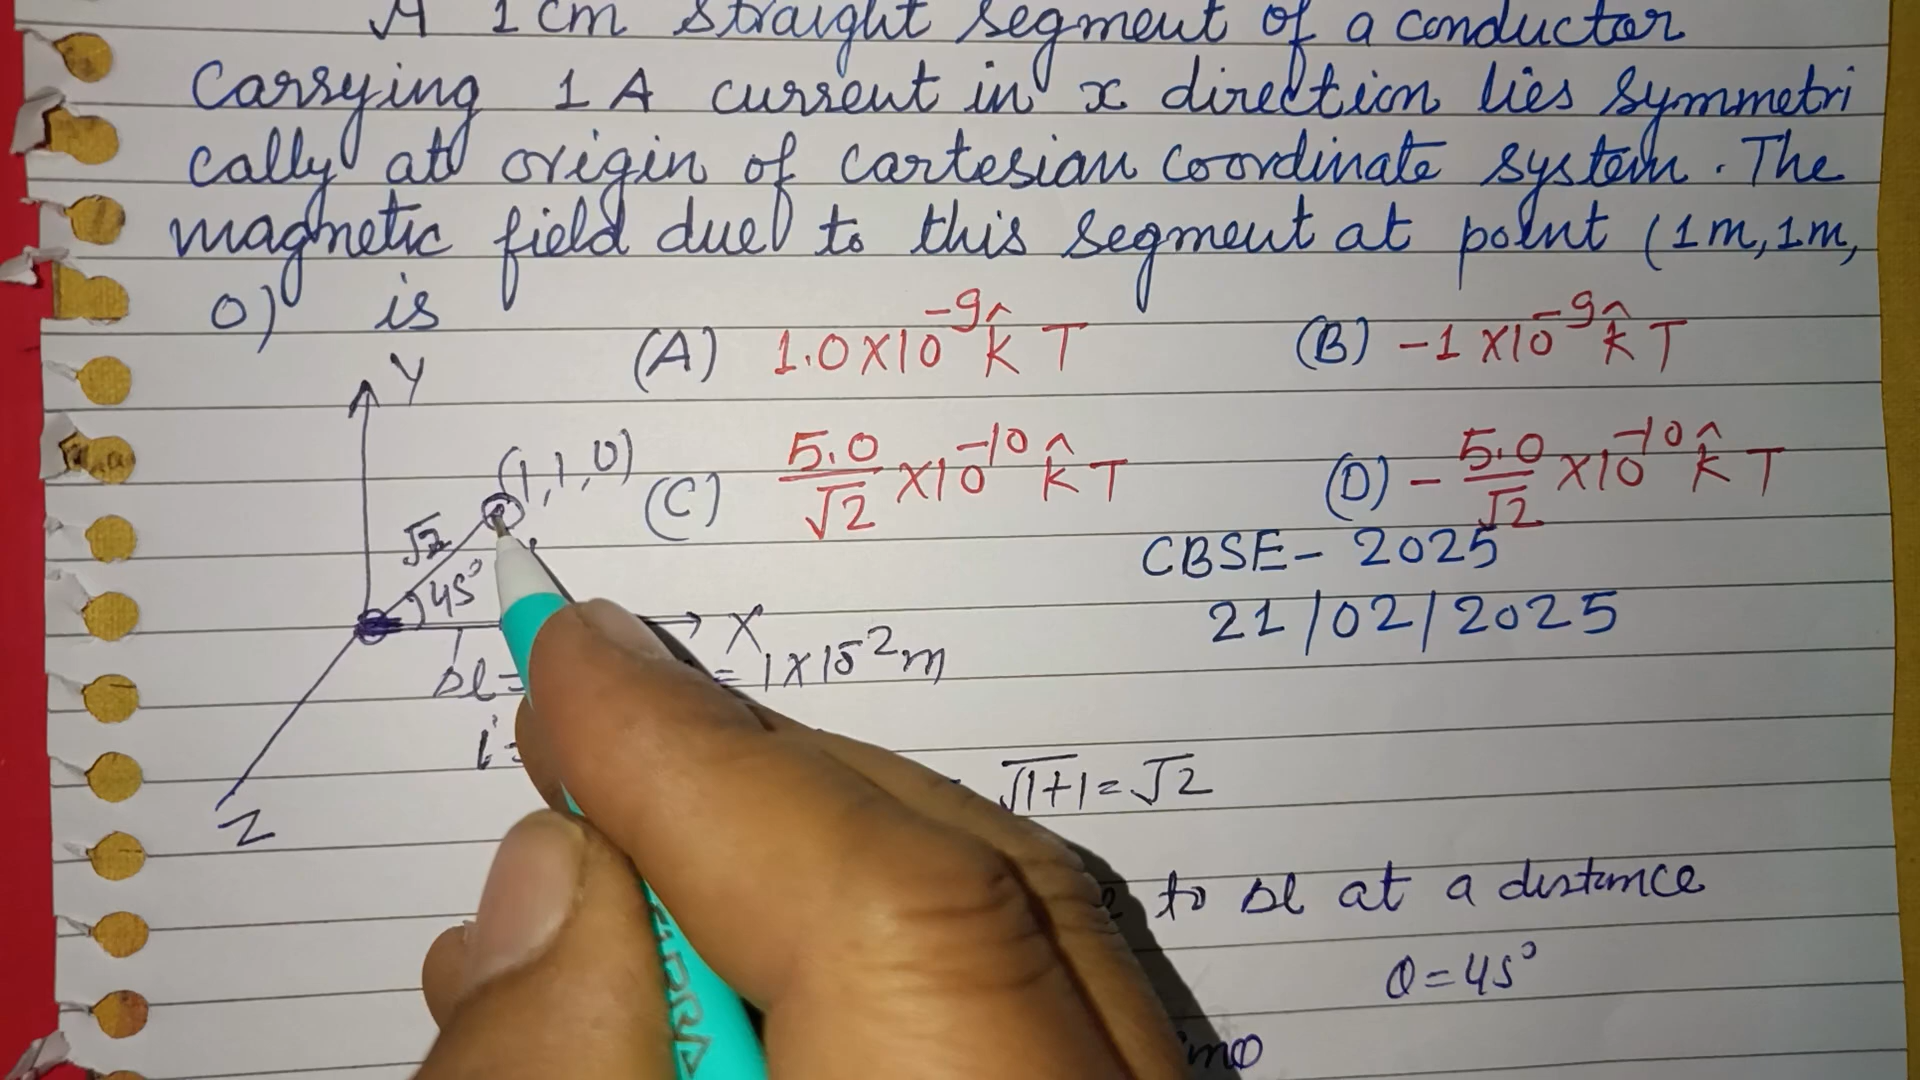 A 1 cm straight segment of a conductor
Carrying 1 A current in x direction lies symmetri
cally at origin of cartesian coordinate system. The
magnetic field due to this segment at point (1m, 1m,
0) is
(A) 1.0 × 10⁻⁹ k̂ T (B) -1 × 10⁻⁹ k̂ T
(C) 5.0/√2 × 10⁻¹⁰ k̂ T (D) - 5.0/√2 × 10⁻¹⁰ k̂ T
CBSE- 2025
21/02/2025
Y
(1,1,0)
√2
45°
X
Δl=
= 1×10⁻²m
i=
Z
√1+1 = √2
to Δl at a distance
θ=45°